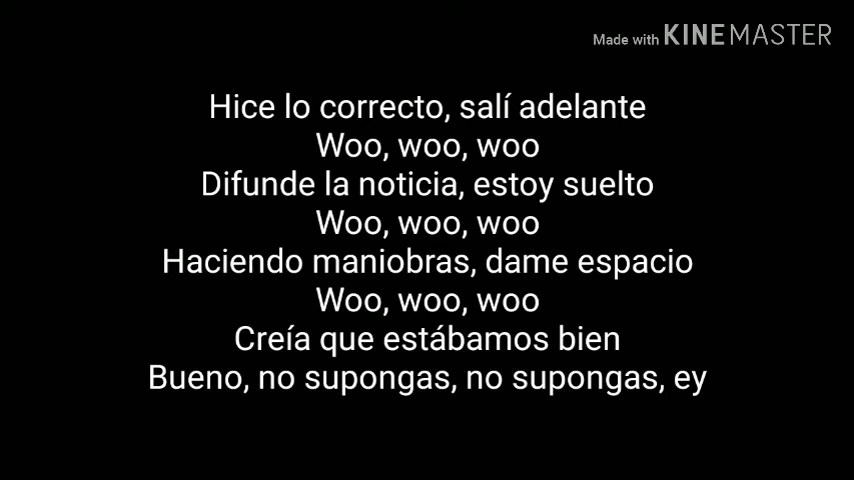 Made with KINEMASTER
Hice lo correcto, salí adelante
Woo, woo, woo
Difunde la noticia, estoy suelto
Woo, woo, woo
Haciendo maniobras, dame espacio
Woo, woo, woo
Creía que estábamos bien
Bueno, no supongas, no supongas, ey